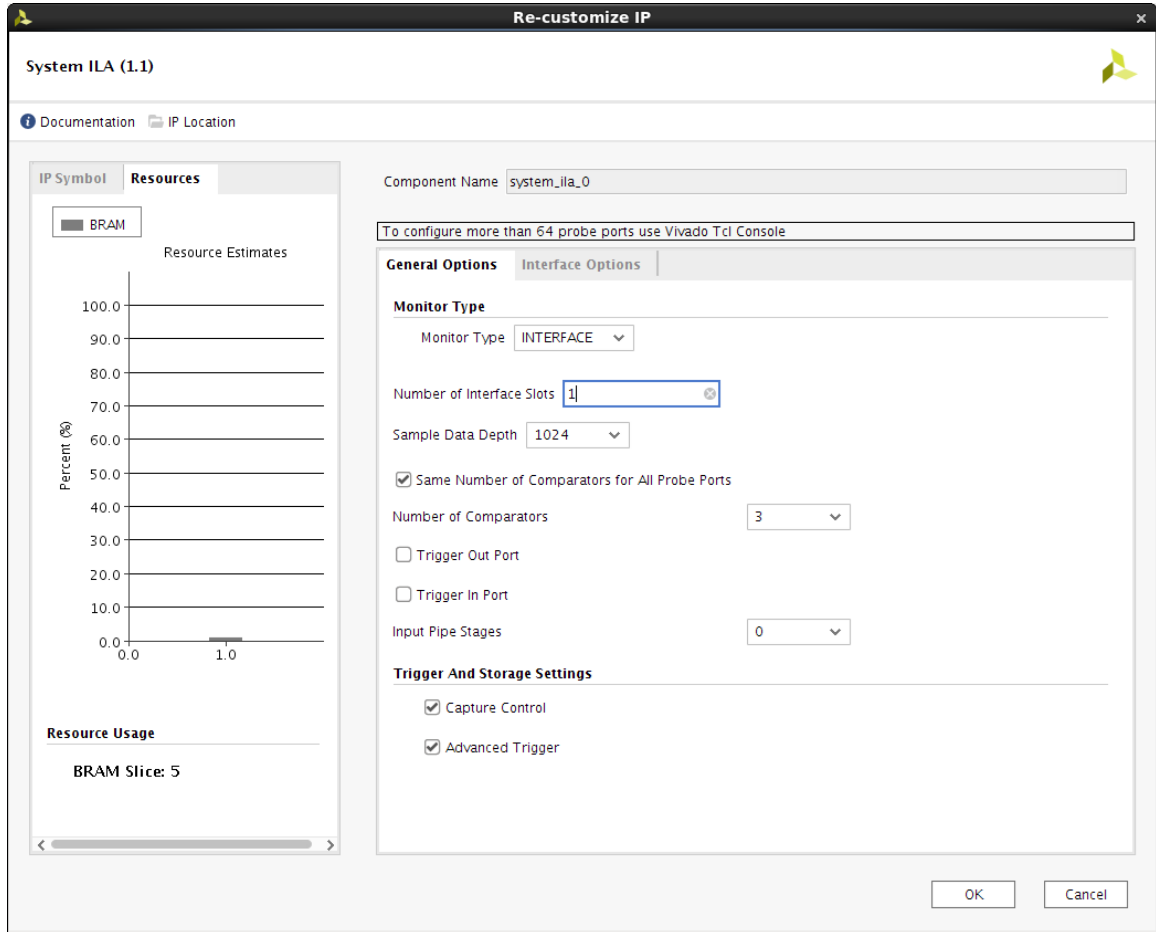 Re-customize IP
System ILA (1.1)
Documentation IP Location
IP Symbol Resources
BRAM
Resource Estimates
100.0
90.0
80.0
70.0
60.0
50.0
40.0
30.0
20.0
10.0
0.0
Percent (%)
0.0 1.0
Resource Usage
BRAM Slice: 5
Component Name system_ila_0
To configure more than 64 probe ports use Vivado Tcl Console
General Options Interface Options
Monitor Type
Monitor Type INTERFACE
Number of Interface Slots 1
Sample Data Depth 1024
Same Number of Comparators for All Probe Ports
Number of Comparators 3
Trigger Out Port
Trigger In Port
Input Pipe Stages 0
Trigger And Storage Settings
Capture Control
Advanced Trigger
OK Cancel